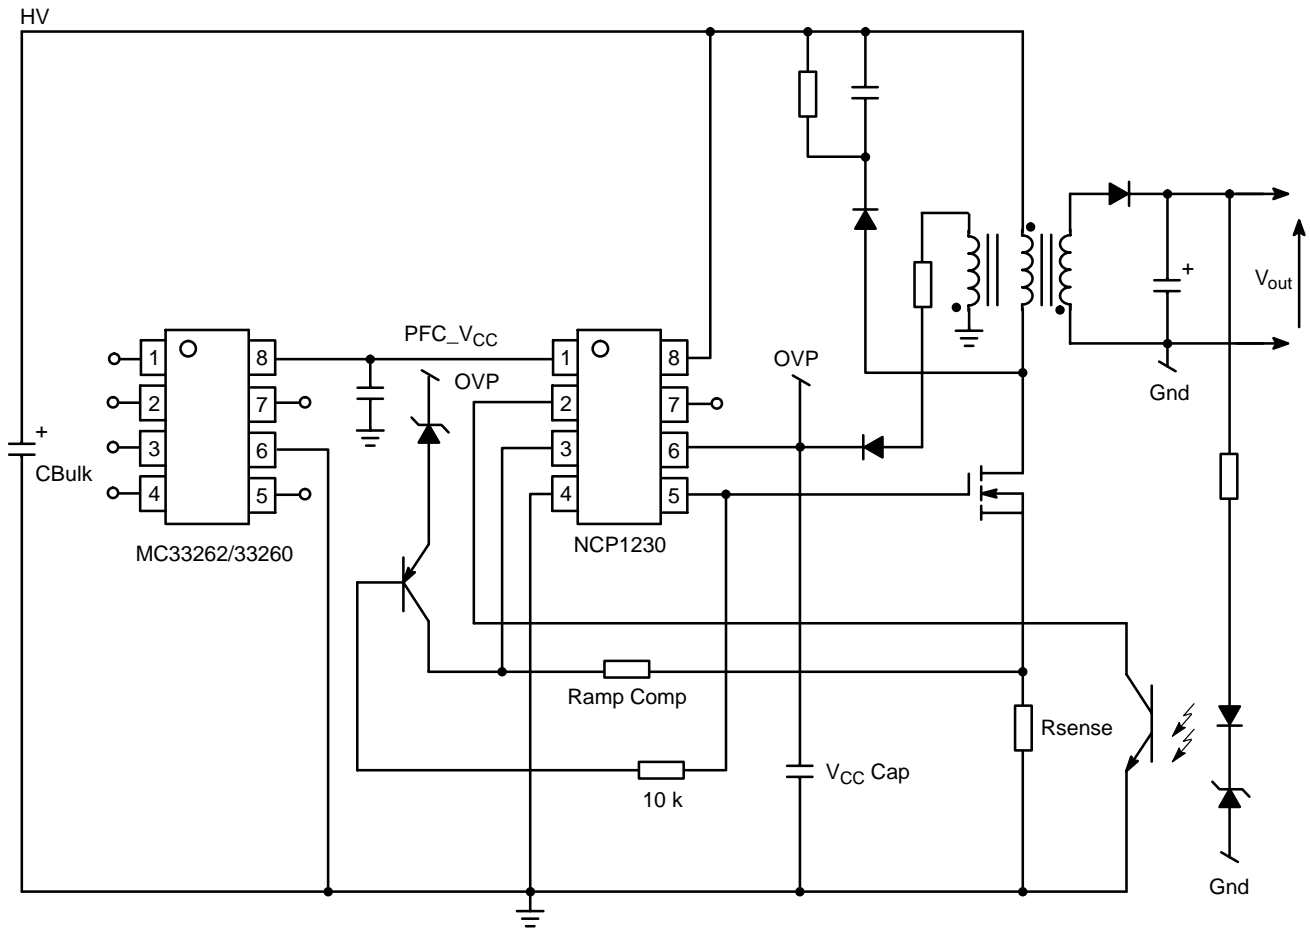 HV
PFC_VCC
OVP
OVP
Vout
Gnd
1 8
2 7
3 6
4 5
1 8
2 7
3 6
4 5
+
+
CBulk
MC33262/33260
NCP1230
Ramp Comp
Rsense
10 k
VCC Cap
Gnd